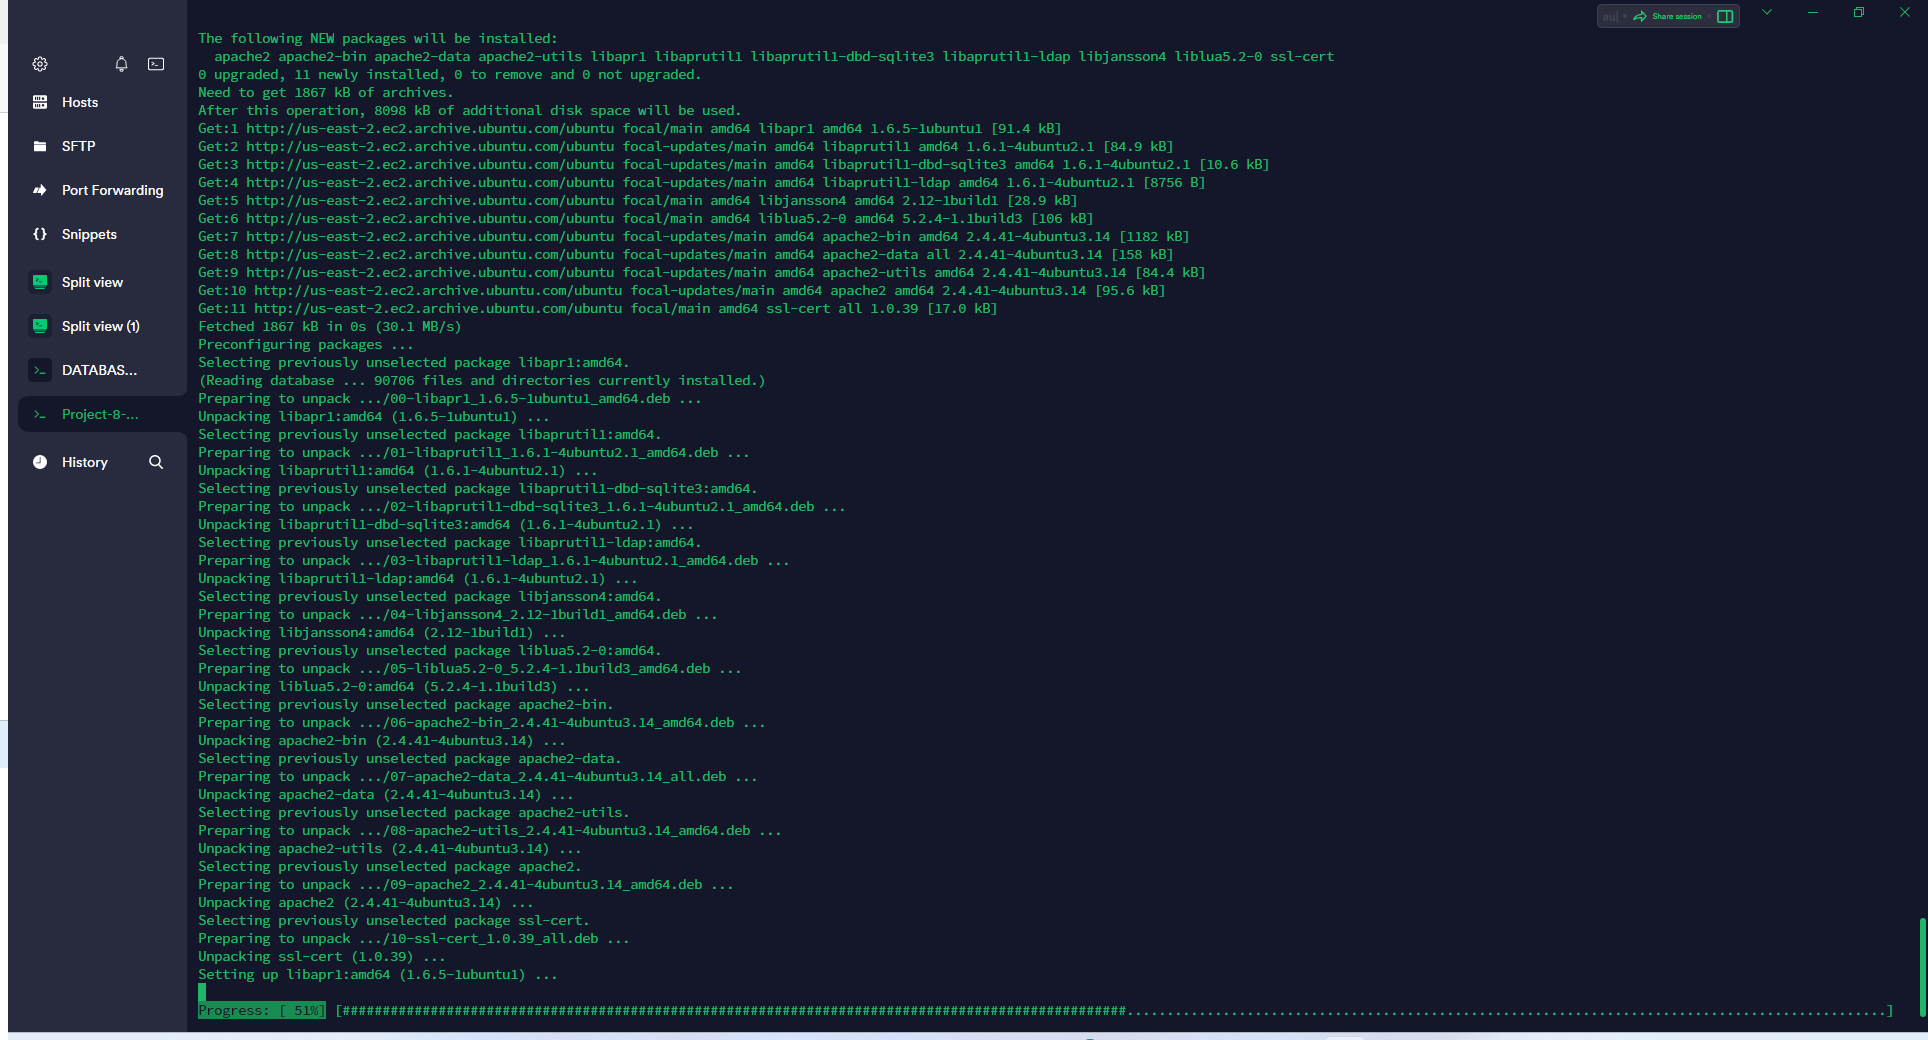 au| Share session
Hosts
SFTP
Port Forwarding
Snippets
Split view
Split view (1)
DATABAS...
Project-8-...
History
The following NEW packages will be installed:
  apache2 apache2-bin apache2-data apache2-utils libapr1 libaprutil1 libaprutil1-dbd-sqlite3 libaprutil1-ldap libjansson4 liblua5.2-0 ssl-cert
0 upgraded, 11 newly installed, 0 to remove and 0 not upgraded.
Need to get 1867 kB of archives.
After this operation, 8098 kB of additional disk space will be used.
Get:1 http://us-east-2.ec2.archive.ubuntu.com/ubuntu focal/main amd64 libapr1 amd64 1.6.5-1ubuntu1 [91.4 kB]
Get:2 http://us-east-2.ec2.archive.ubuntu.com/ubuntu focal-updates/main amd64 libaprutil1 amd64 1.6.1-4ubuntu2.1 [84.9 kB]
Get:3 http://us-east-2.ec2.archive.ubuntu.com/ubuntu focal-updates/main amd64 libaprutil1-dbd-sqlite3 amd64 1.6.1-4ubuntu2.1 [10.6 kB]
Get:4 http://us-east-2.ec2.archive.ubuntu.com/ubuntu focal-updates/main amd64 libaprutil1-ldap amd64 1.6.1-4ubuntu2.1 [8756 B]
Get:5 http://us-east-2.ec2.archive.ubuntu.com/ubuntu focal/main amd64 libjansson4 amd64 2.12-1build1 [28.9 kB]
Get:6 http://us-east-2.ec2.archive.ubuntu.com/ubuntu focal/main amd64 liblua5.2-0 amd64 5.2.4-1.1build3 [106 kB]
Get:7 http://us-east-2.ec2.archive.ubuntu.com/ubuntu focal-updates/main amd64 apache2-bin amd64 2.4.41-4ubuntu3.14 [1182 kB]
Get:8 http://us-east-2.ec2.archive.ubuntu.com/ubuntu focal-updates/main amd64 apache2-data all 2.4.41-4ubuntu3.14 [158 kB]
Get:9 http://us-east-2.ec2.archive.ubuntu.com/ubuntu focal-updates/main amd64 apache2-utils amd64 2.4.41-4ubuntu3.14 [84.4 kB]
Get:10 http://us-east-2.ec2.archive.ubuntu.com/ubuntu focal-updates/main amd64 apache2 amd64 2.4.41-4ubuntu3.14 [95.6 kB]
Get:11 http://us-east-2.ec2.archive.ubuntu.com/ubuntu focal/main amd64 ssl-cert all 1.0.39 [17.0 kB]
Fetched 1867 kB in 0s (30.1 MB/s)
Preconfiguring packages ...
Selecting previously unselected package libapr1:amd64.
(Reading database ... 90706 files and directories currently installed.)
Preparing to unpack .../00-libapr1_1.6.5-1ubuntu1_amd64.deb ...
Unpacking libapr1:amd64 (1.6.5-1ubuntu1) ...
Selecting previously unselected package libaprutil1:amd64.
Preparing to unpack .../01-libaprutil1_1.6.1-4ubuntu2.1_amd64.deb ...
Unpacking libaprutil1:amd64 (1.6.1-4ubuntu2.1) ...
Selecting previously unselected package libaprutil1-dbd-sqlite3:amd64.
Preparing to unpack .../02-libaprutil1-dbd-sqlite3_1.6.1-4ubuntu2.1_amd64.deb ...
Unpacking libaprutil1-dbd-sqlite3:amd64 (1.6.1-4ubuntu2.1) ...
Selecting previously unselected package libaprutil1-ldap:amd64.
Preparing to unpack .../03-libaprutil1-ldap_1.6.1-4ubuntu2.1_amd64.deb ...
Unpacking libaprutil1-ldap:amd64 (1.6.1-4ubuntu2.1) ...
Selecting previously unselected package libjansson4:amd64.
Preparing to unpack .../04-libjansson4_2.12-1build1_amd64.deb ...
Unpacking libjansson4:amd64 (2.12-1build1) ...
Selecting previously unselected package liblua5.2-0:amd64.
Preparing to unpack .../05-liblua5.2-0_5.2.4-1.1build3_amd64.deb ...
Unpacking liblua5.2-0:amd64 (5.2.4-1.1build3) ...
Selecting previously unselected package apache2-bin.
Preparing to unpack .../06-apache2-bin_2.4.41-4ubuntu3.14_amd64.deb ...
Unpacking apache2-bin (2.4.41-4ubuntu3.14) ...
Selecting previously unselected package apache2-data.
Preparing to unpack .../07-apache2-data_2.4.41-4ubuntu3.14_all.deb ...
Unpacking apache2-data (2.4.41-4ubuntu3.14) ...
Selecting previously unselected package apache2-utils.
Preparing to unpack .../08-apache2-utils_2.4.41-4ubuntu3.14_amd64.deb ...
Unpacking apache2-utils (2.4.41-4ubuntu3.14) ...
Selecting previously unselected package apache2.
Preparing to unpack .../09-apache2_2.4.41-4ubuntu3.14_amd64.deb ...
Unpacking apache2 (2.4.41-4ubuntu3.14) ...
Selecting previously unselected package ssl-cert.
Preparing to unpack .../10-ssl-cert_1.0.39_all.deb ...
Unpacking ssl-cert (1.0.39) ...
Setting up libapr1:amd64 (1.6.5-1ubuntu1) ...
Progress: [ 51%] [##################################################################################################...............................................................................................]